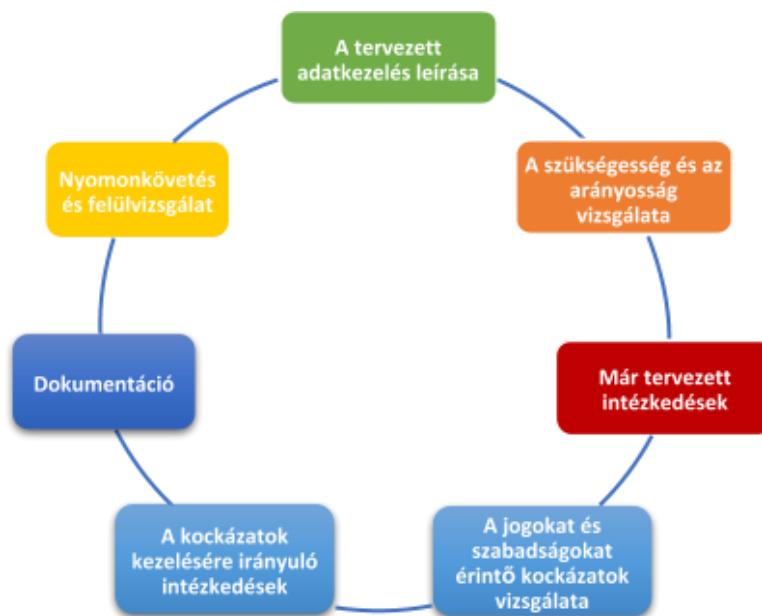 A tervezett
adatkezelés leírása
A szükségesség és az
arányosság
vizsgálata
Már tervezett
intézkedések
A jogokat és
szabadságokat
érintő kockázatok
vizsgálata
A kockázatok
kezelésére irányuló
intézkedések
Dokumentáció
Nyomonkövetés
és felülvizsgálat